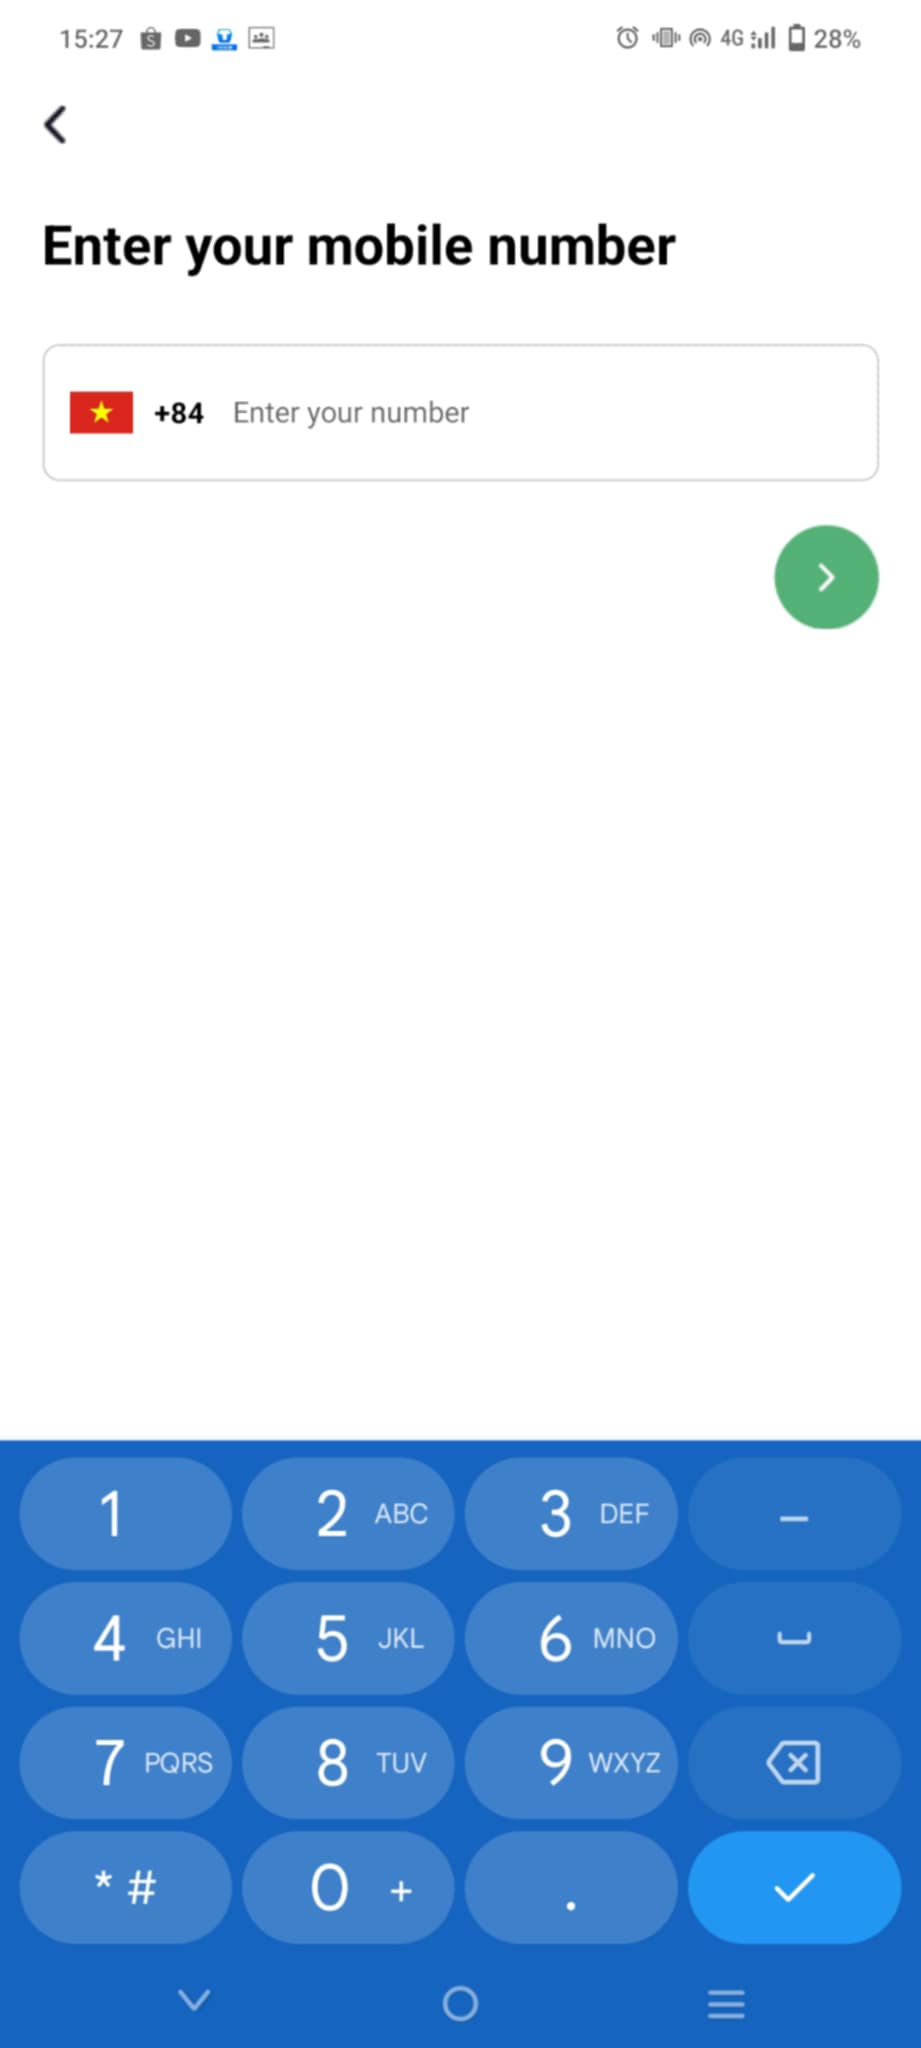 15:27 4G 28%
Enter your mobile number
+84 Enter your number
1 2 ABC 3 DEF –
4 GHI 5 JKL 6 MNO
7 PQRS 8 TUV 9 WXYZ
* # 0 + .